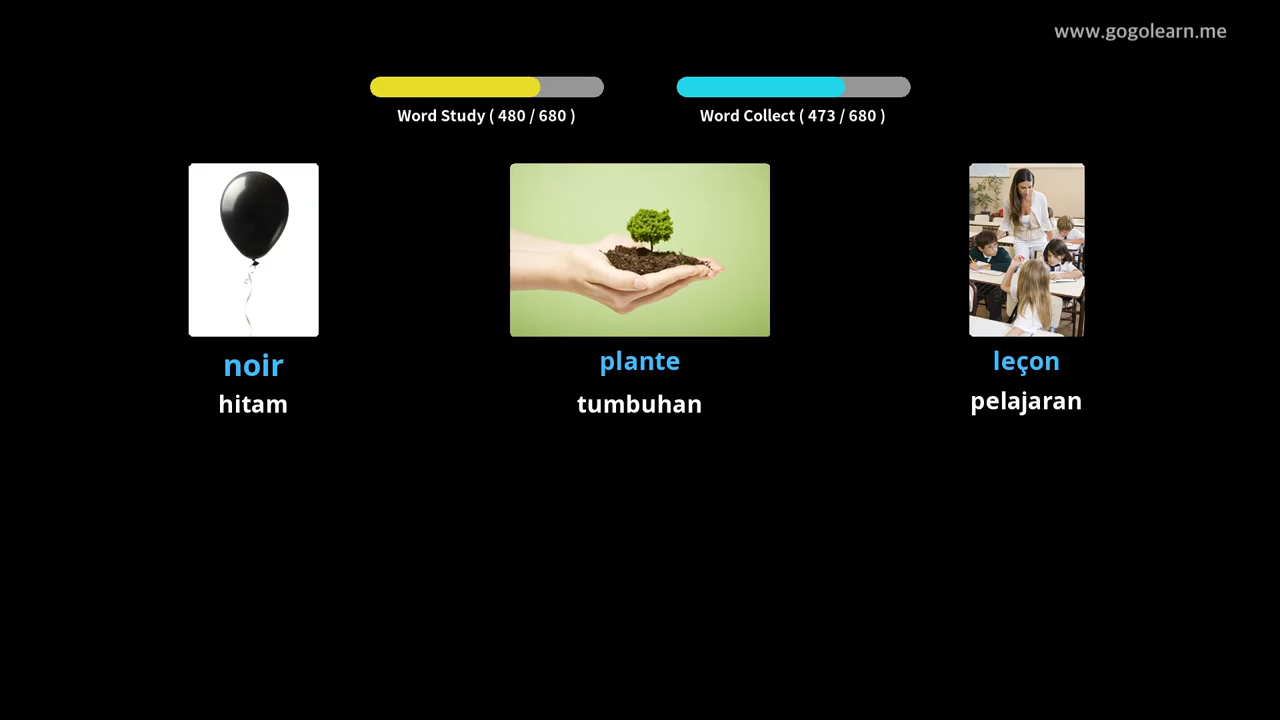 www.gogolearn.me
Word Study ( 480 / 680 )
Word Collect ( 473 / 680 )
noir
hitam
plante
tumbuhan
leçon
pelajaran